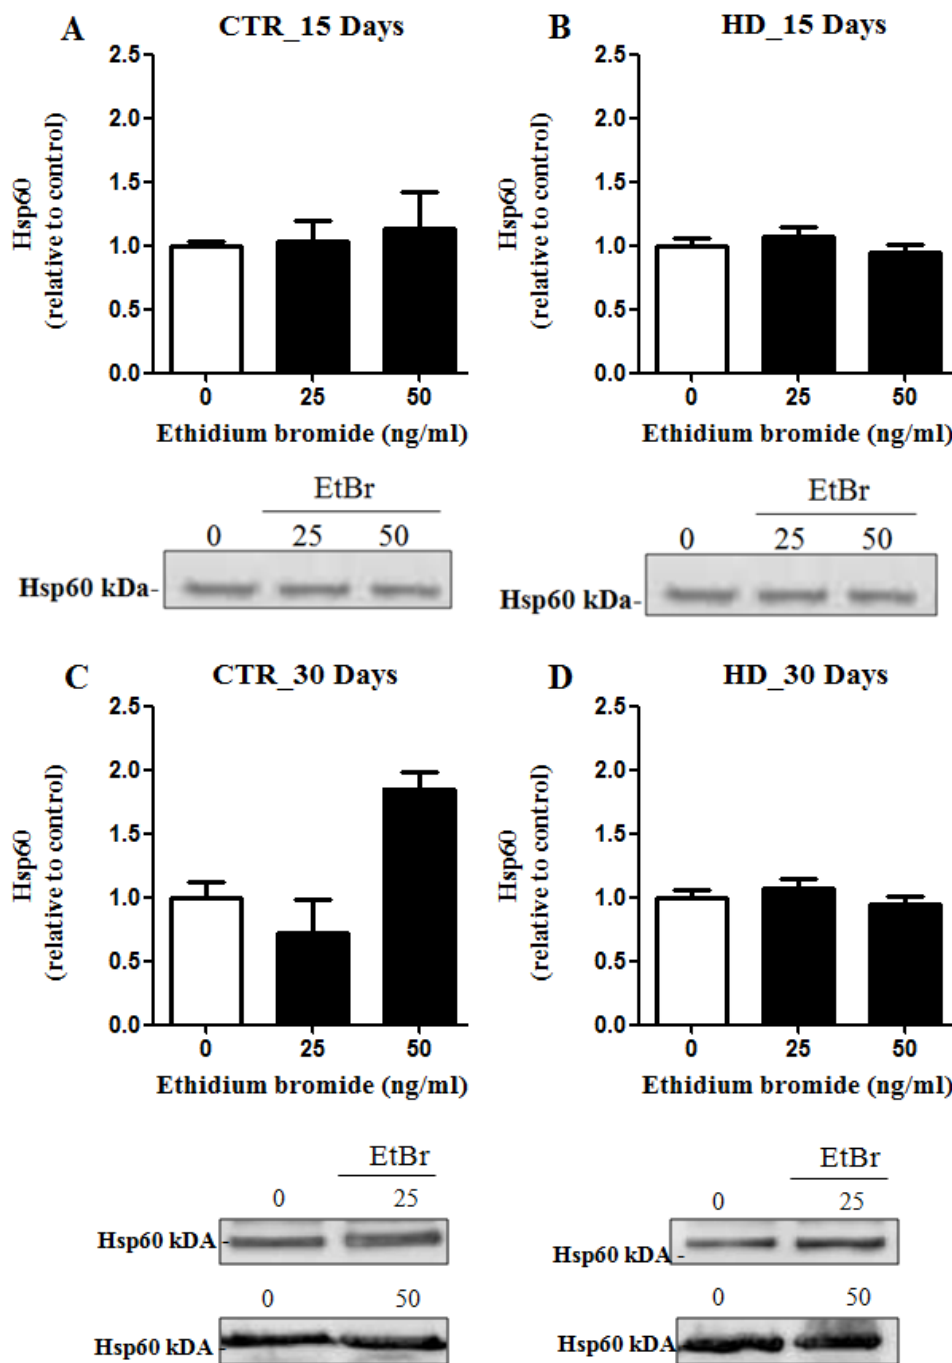 A CTR_15 Days
Hsp60
(relative to control)
2.5
2.0
1.5
1.0
0.5
0.0
0 25 50
Ethidium bromide (ng/ml)
EtBr
0 25 50
Hsp60 kDa-
B HD_15 Days
Hsp60
(relative to control)
2.5
2.0
1.5
1.0
0.5
0.0
0 25 50
Ethidium bromide (ng/ml)
EtBr
0 25 50
Hsp60 kDa-
C CTR_30 Days
Hsp60
(relative to control)
2.5
2.0
1.5
1.0
0.5
0.0
0 25 50
Ethidium bromide (ng/ml)
EtBr
0 25
Hsp60 kDA -
0 50
Hsp60 kDA -
D HD_30 Days
Hsp60
(relative to control)
2.5
2.0
1.5
1.0
0.5
0.0
0 25 50
Ethidium bromide (ng/ml)
EtBr
0 25
Hsp60 kDA -
0 50
Hsp60 kDA -